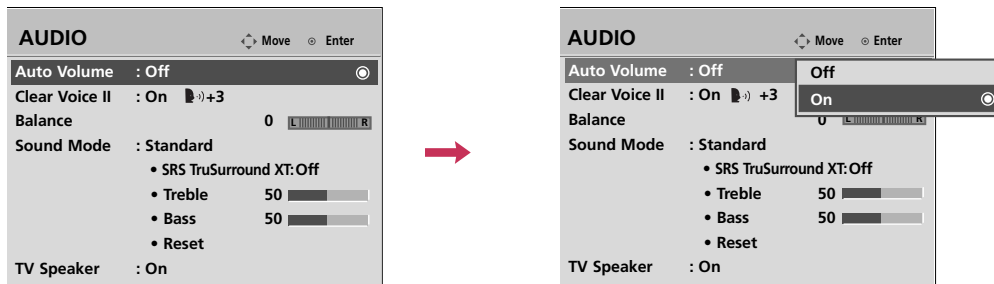 AUDIO
Move Enter
Auto Volume : Off
Clear Voice II : On +3
Balance 0 L R
Sound Mode : Standard
• SRS TruSurround XT:Off
• Treble 50
• Bass 50
• Reset
TV Speaker : On
AUDIO
Move Enter
Auto Volume : Off
Off
On
Clear Voice II : On +3
Balance 0 L R
Sound Mode : Standard
• SRS TruSurround XT:Off
• Treble 50
• Bass 50
• Reset
TV Speaker : On